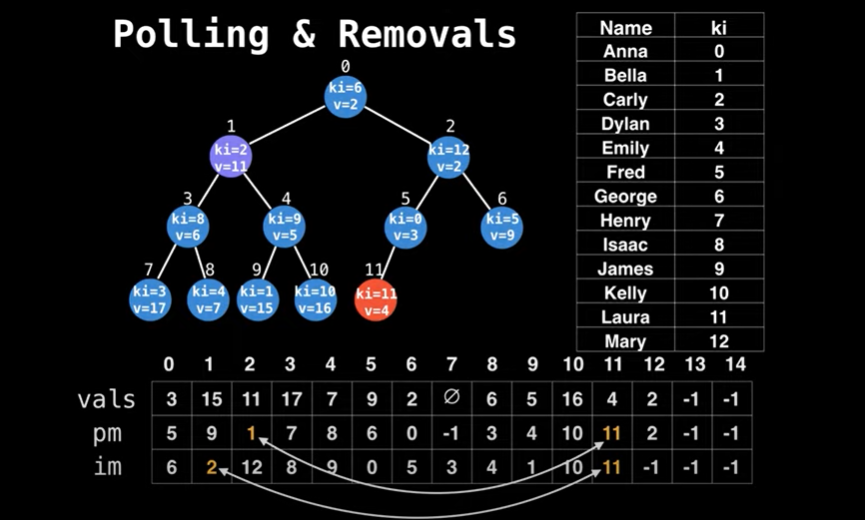 Polling & Removals
0
ki=6
v=2
1
ki=2
v=11
2
ki=12
v=2
3
ki=8
v=6
4
ki=9
v=5
5
ki=0
v=3
6
ki=5
v=9
7
ki=3
v=17
8
ki=4
v=7
9
ki=1
v=15
10
ki=10
v=16
11
ki=11
v=4
Name ki
Anna 0
Bella 1
Carly 2
Dylan 3
Emily 4
Fred 5
George 6
Henry 7
Isaac 8
James 9
Kelly 10
Laura 11
Mary 12
0 1 2 3 4 5 6 7 8 9 10 11 12 13 14
vals 3 15 11 17 7 9 2 ∅ 6 5 16 4 2 -1 -1
pm 5 9 1 7 8 6 0 -1 3 4 10 11 2 -1 -1
im 6 2 12 8 9 0 5 3 4 1 10 11 -1 -1 -1